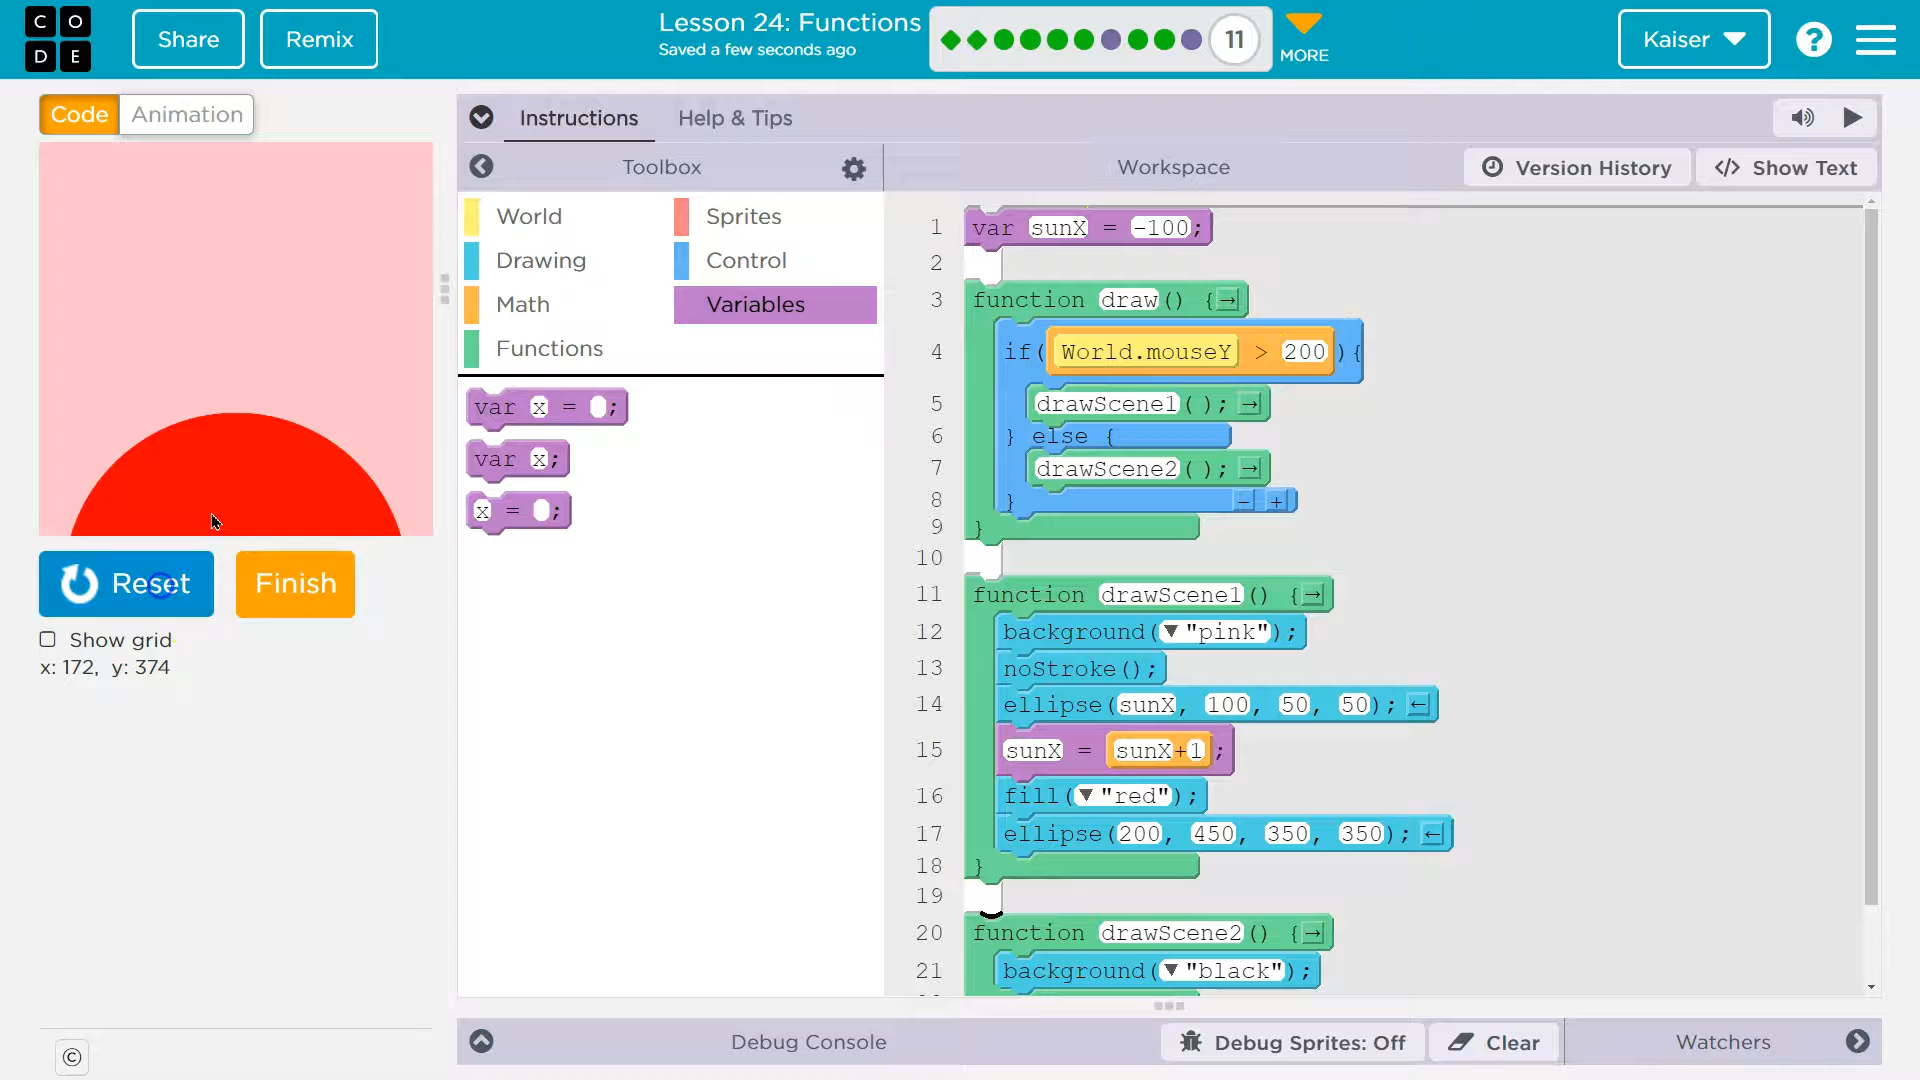 CODE
Share
Remix
Lesson 24: Functions
Saved a few seconds ago
11
MORE
Kaiser
?
Code
Animation
Instructions
Help & Tips
Toolbox
Workspace
Version History
</> Show Text
World
Sprites
Drawing
Control
Math
Variables
Functions
var x = ;
var x;
x = ;
1 var sunX = -100;
2
3 function draw() {→
4 if( World.mouseY > 200 ){
5 drawScene1(); →
6 } else {
7 drawScene2(); →
8 } - +
9 }
10
11 function drawScene1() {→
12 background(▼"pink");
13 noStroke();
14 ellipse(sunX, 100, 50, 50); ←
15 sunX = sunX+1;
16 fill(▼"red");
17 ellipse(200, 450, 350, 350); ←
18 }
19
20 function drawScene2() {→
21 background(▼"black");
Reset
Finish
Show grid
x: 172, y: 374
©
Debug Console
Debug Sprites: Off
Clear
Watchers